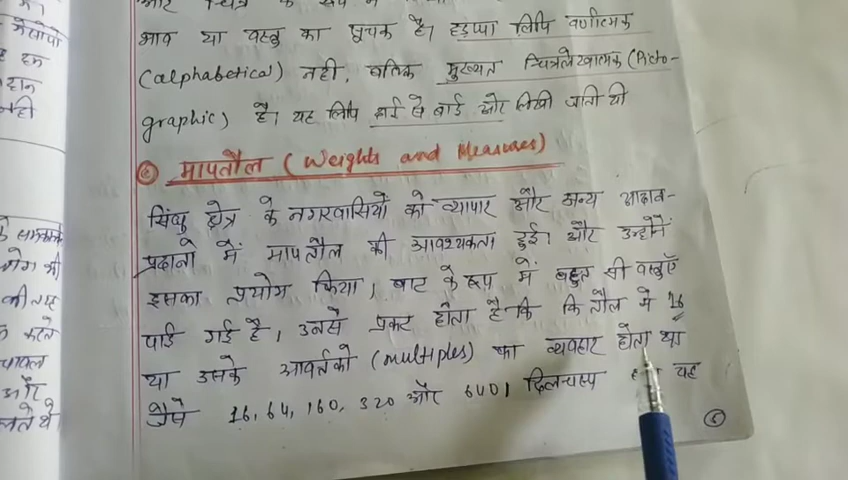 भाव या वस्तु का सूचक है। हड़प्पा लिपि वर्णात्मक
(alphabetical) नही, बल्कि मुख्यत चित्रलेखात्मक (Picto-
graphic) है। यह लिपि दाई से बाई ओर लिखी जाती थी
मापतौल (Weights and Measures)
सिंधु क्षेत्र के नगरवासियो को व्यापार और अन्य आदान-
प्रदानो में मापतौल की आवश्यकता हुई। और उन्होंने
इसका प्रयोग किया। बाट के रूप में बहुत सी वस्तुएँ
पाई गई है। उनसे प्रकट होता है कि कि तौल मे 16
या उसके आवर्तको (multiples) का व्यवहार होता था
जैसे 16, 64, 160, 320 और 640। दिलचस्प यह